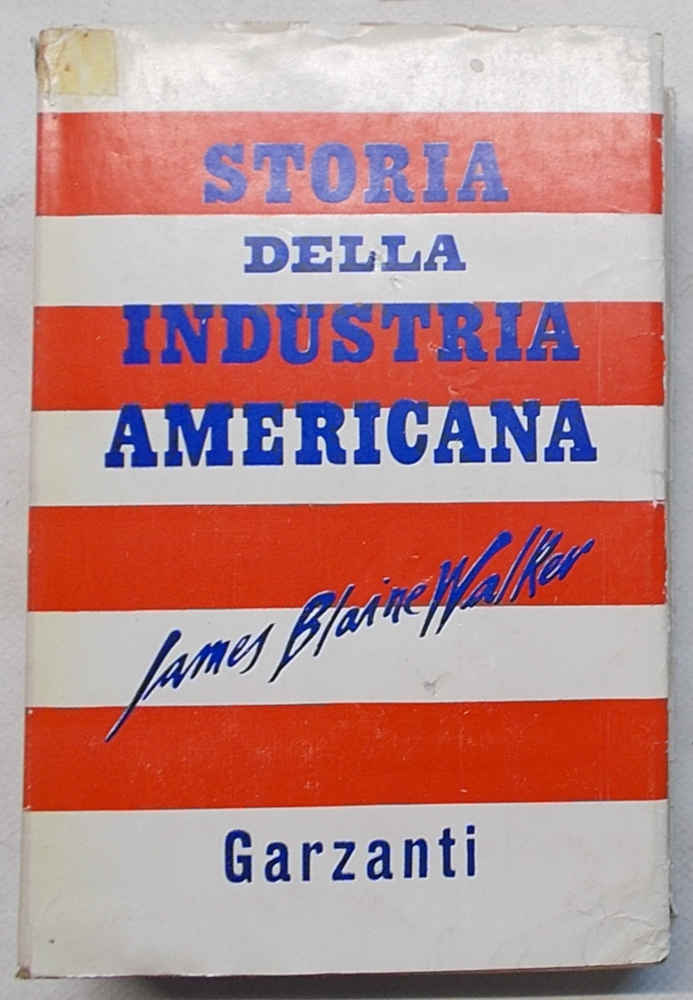 STORIA
DELLA
INDUSTRIA
AMERICANA
James Blaine Walker
Garzanti